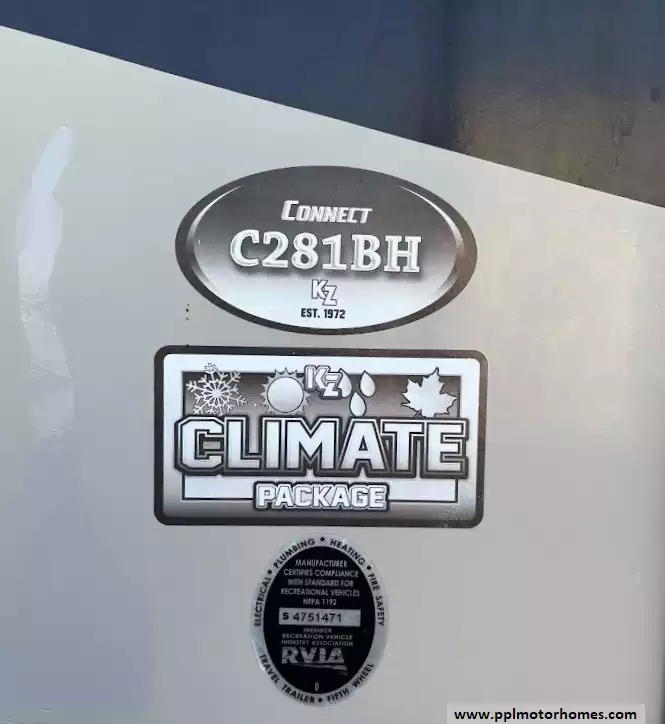 CONNECT
C281BH
KZ
EST. 1972
KZ
CLIMATE
PACKAGE
ELECTRICAL • PLUMBING • HEATING • FIRE SAFETY
MANUFACTURER
CERTIFIES COMPLIANCE
WITH STANDARD FOR
RECREATIONAL VEHICLES
NFPA 1192
S 4751471
MEMBER
RECREATION VEHICLE
INDUSTRY ASSOCIATION
RVIA
TRAVEL TRAILER • FIFTH WHEEL
www.pplmotorhomes.com